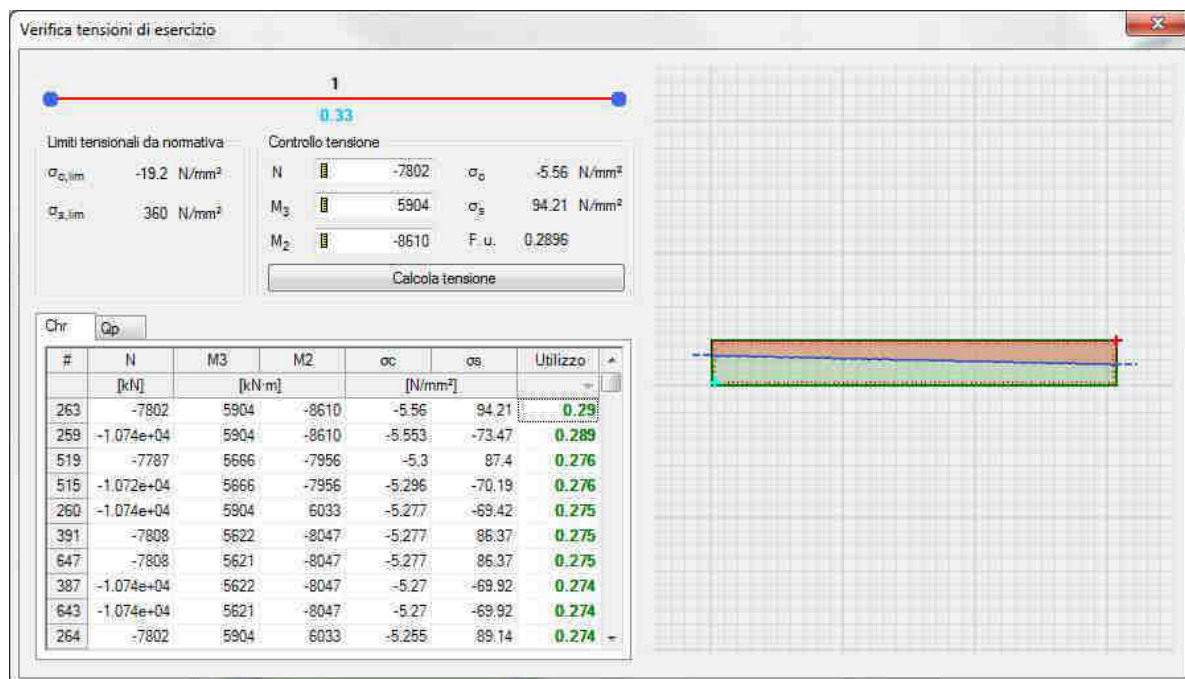 Verifica tensioni di esercizio
1
0.33
Limiti tensionali da normativa
σc,lim -19.2 N/mm²
σs,lim 360 N/mm²
Controllo tensione
N -7802 σc -5.56 N/mm²
M3 5904 σs 94.21 N/mm²
M2 -8610 F. u. 0.2896
Calcola tensione
Chr Qp
# N M3 M2 σc σs Utilizzo
[kN] [kN·m] [N/mm²]
263 -7802 5904 -8610 -5.56 94.21 0.29
259 -1.074e+04 5904 -8610 -5.553 -73.47 0.289
519 -7787 5666 -7956 -5.3 87.4 0.276
515 -1.072e+04 5666 -7956 -5.296 -70.19 0.276
260 -1.074e+04 5904 6033 -5.277 -69.42 0.275
391 -7808 5622 -8047 -5.277 86.37 0.275
647 -7808 5621 -8047 -5.277 86.37 0.275
387 -1.074e+04 5622 -8047 -5.27 -69.92 0.274
643 -1.074e+04 5621 -8047 -5.27 -69.92 0.274
264 -7802 5904 6033 -5.255 89.14 0.274